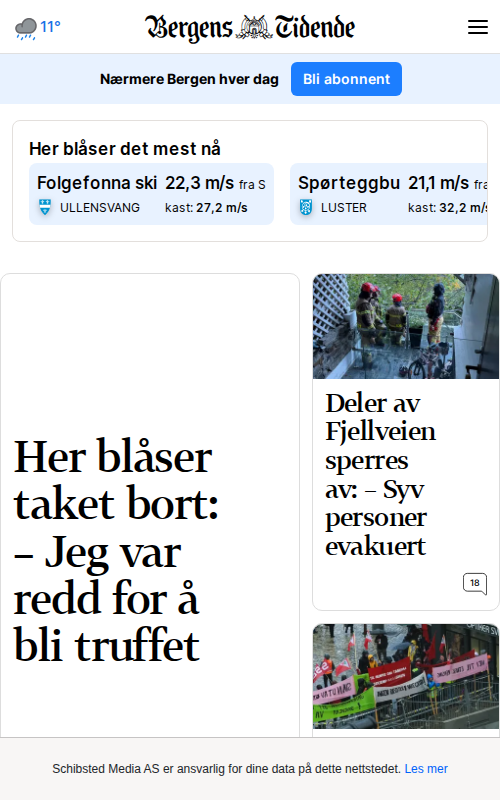 11°
Bergens Tidende
Nærmere Bergen hver dag
Bli abonnent
Her blåser det mest nå
Folgefonna ski 22,3 m/s fra S
ULLENSVANG kast: 27,2 m/s
Spørteggbu 21,1 m/s fra
LUSTER kast: 32,2 m/s
Her blåser
taket bort:
– Jeg var
redd for å
bli truffet
Deler av
Fjellveien
sperres
av: – Syv
personer
evakuert
18
Schibsted Media AS er ansvarlig for dine data på dette nettstedet. Les mer